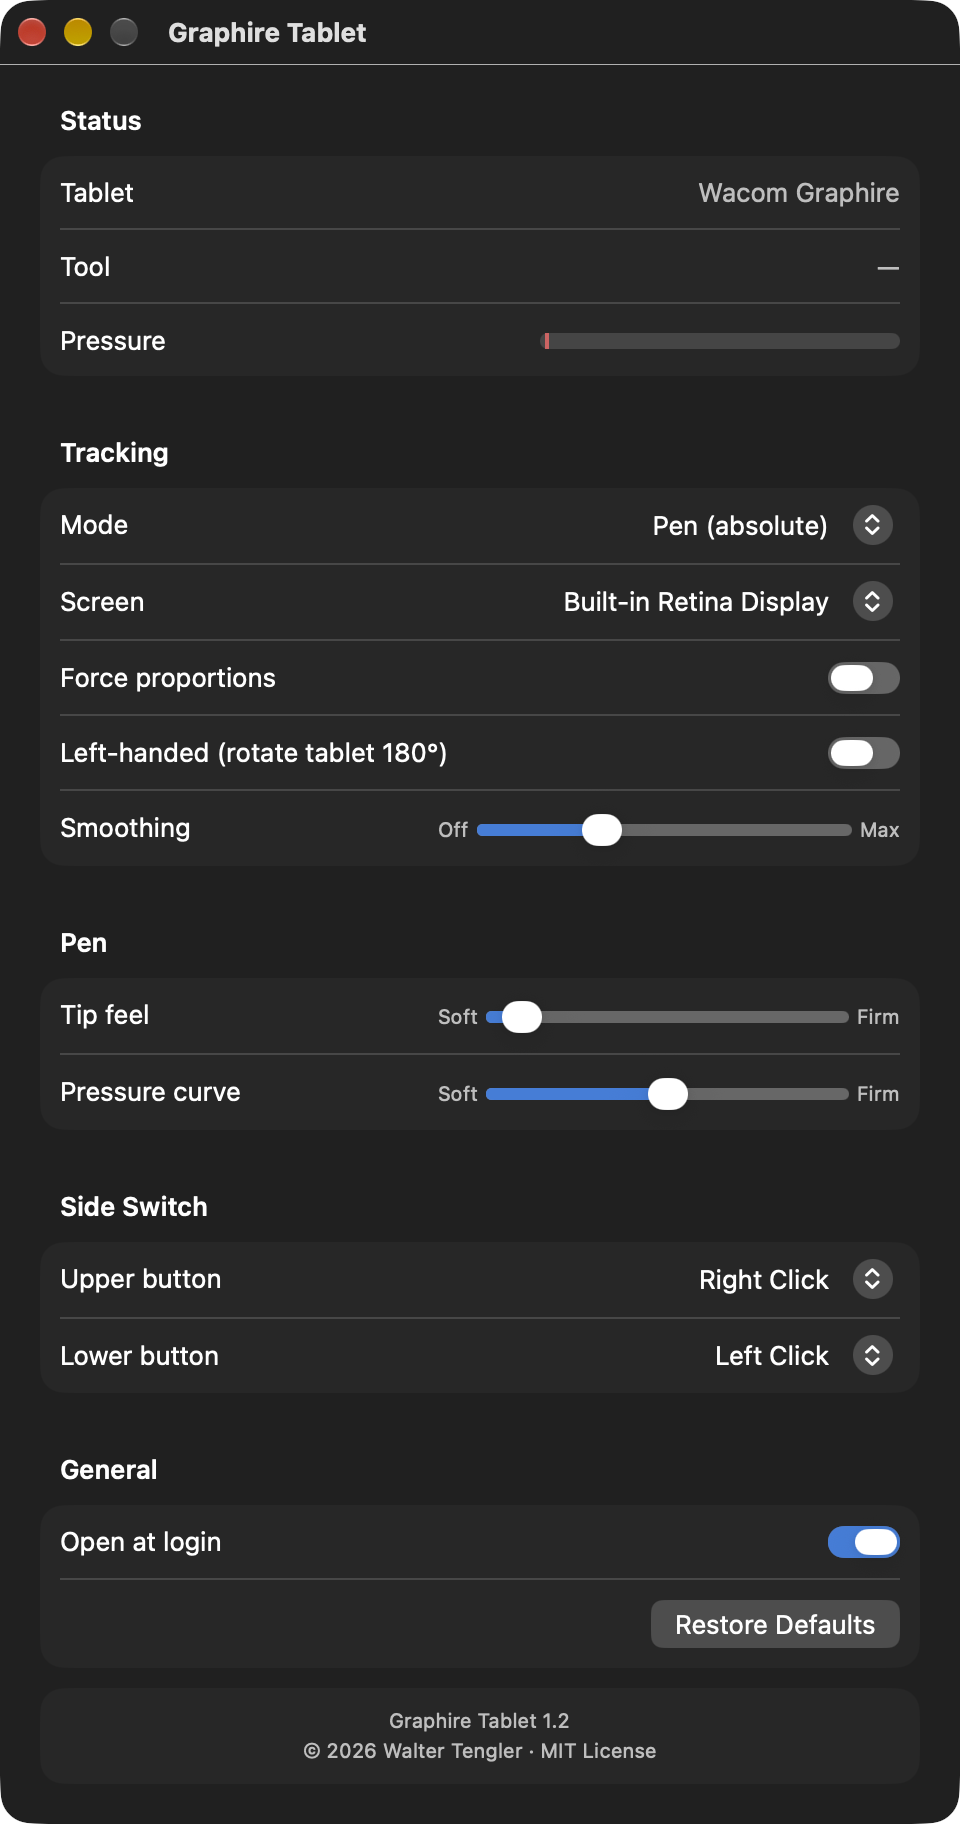 Graphire Tablet
Status
Tablet Wacom Graphire
Tool —
Pressure
Tracking
Mode Pen (absolute)
Screen Built-in Retina Display
Force proportions
Left-handed (rotate tablet 180°)
Smoothing Off Max
Pen
Tip feel Soft Firm
Pressure curve Soft Firm
Side Switch
Upper button Right Click
Lower button Left Click
General
Open at login
Restore Defaults
Graphire Tablet 1.2
© 2026 Walter Tengler · MIT License